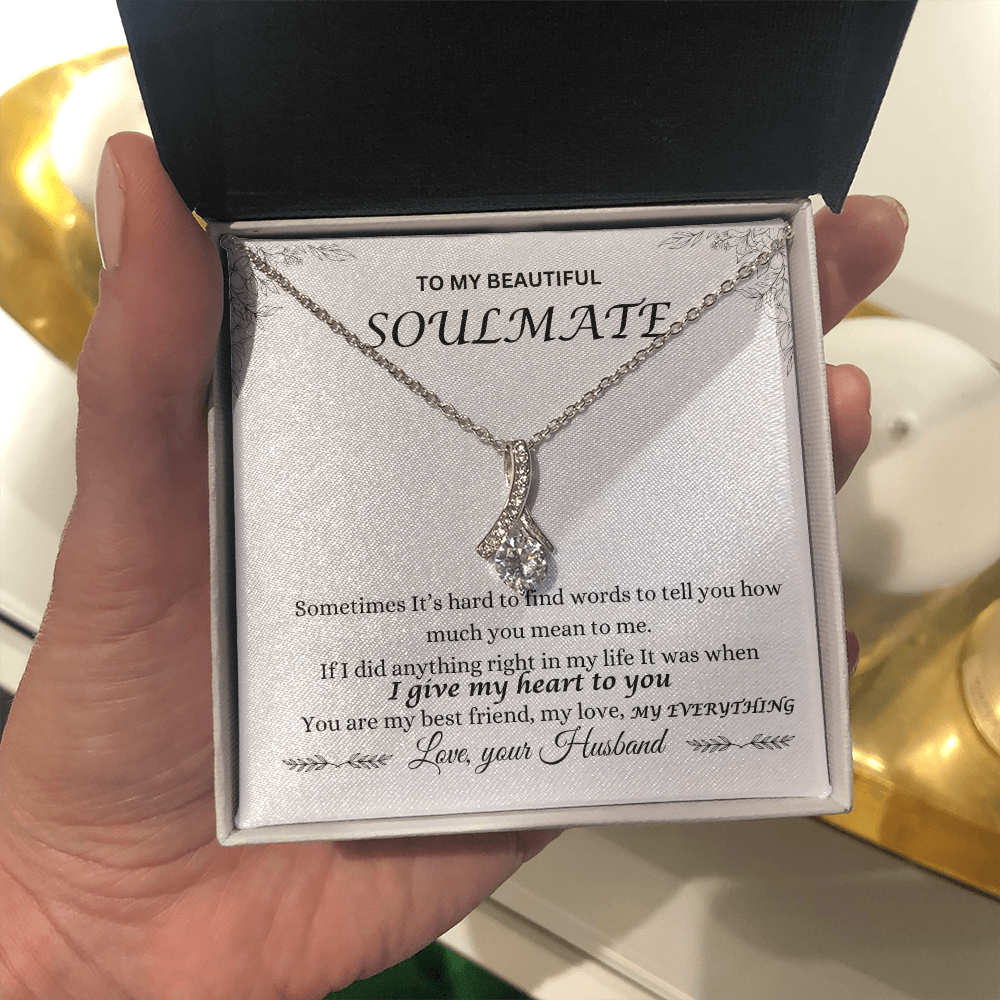 TO MY BEAUTIFUL
SOULMATE
Sometimes It's hard to find words to tell you how
much you mean to me.
If I did anything right in my life It was when
I give my heart to you
You are my best friend, my love, MY EVERYTHING
Love, your Husband